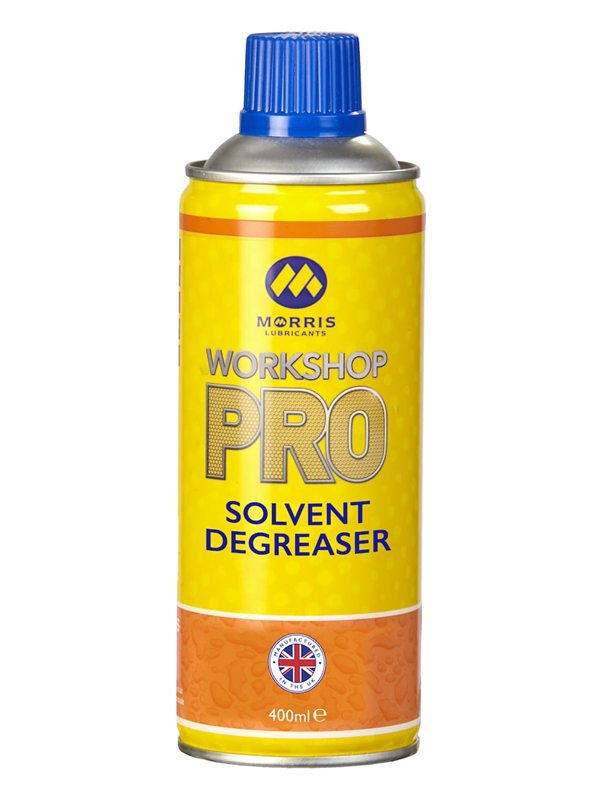 MORRIS
LUBRICANTS
WORKSHOP
PRO
SOLVENT
DEGREASER
MANUFACTURED
IN THE UK
400ml e